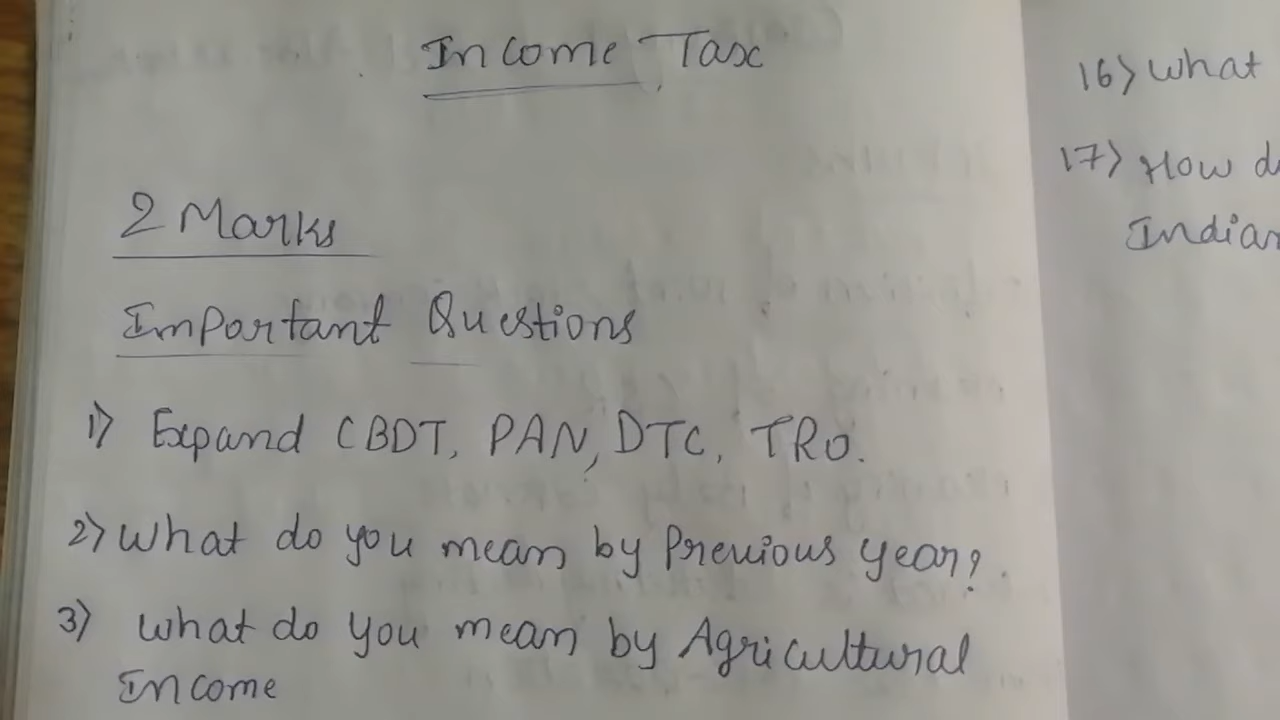 Income Tax
2 Marks
Important Questions
1) Expand CBDT, PAN, DTC, TRO.
2) What do you mean by Previous year?
3) What do you mean by Agricultural
Income
16) What
17) How
Indian